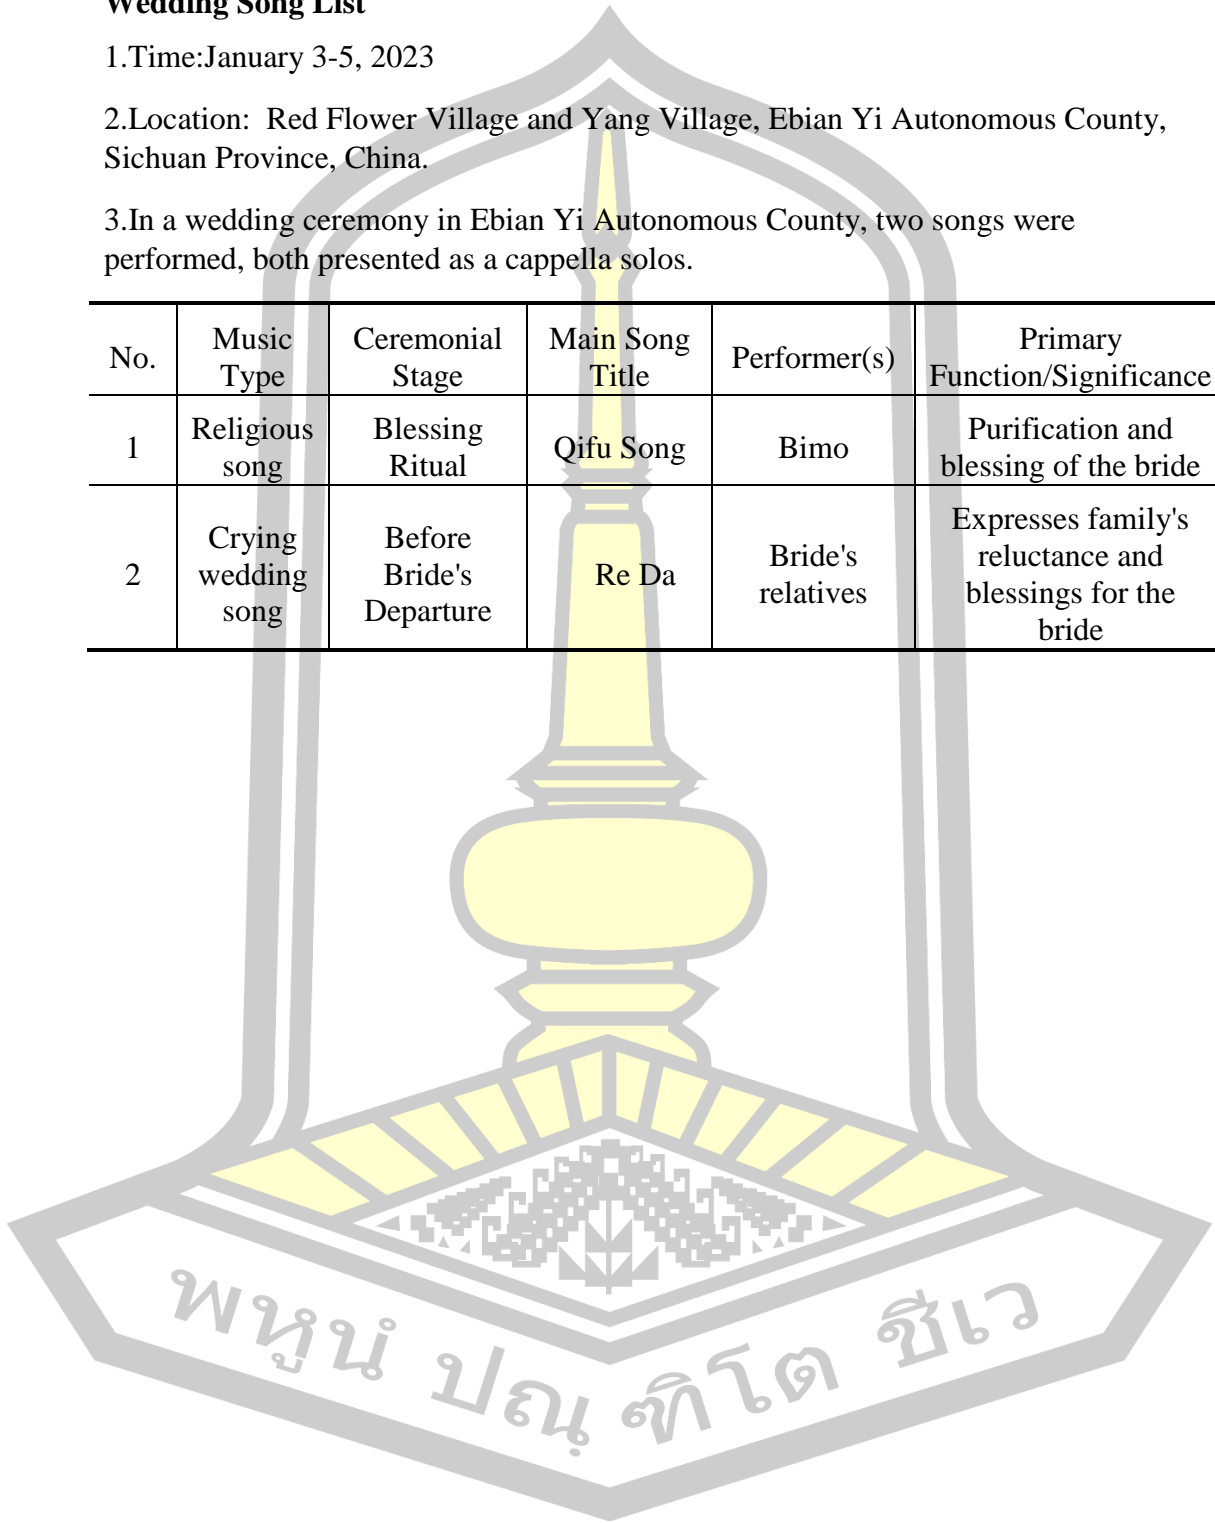 Wedding Song List
1.Time:January 3-5, 2023
2.Location: Red Flower Village and Yang Village, Ebian Yi Autonomous County,
Sichuan Province, China.
3.In a wedding ceremony in Ebian Yi Autonomous County, two songs were
performed, both presented as a cappella solos.
No.
Music
Type
Ceremonial
Stage
Main Song
Title
Performer(s)
Primary
Function/Significance
1
Religious
song
Blessing
Ritual
Qifu Song
Bimo
Purification and
blessing of the bride
2
Crying
wedding
song
Before
Bride's
Departure
Re Da
Bride's
relatives
Expresses family's
reluctance and
blessings for the
bride
พหูนํ ปณฺฑิโต ชีเว